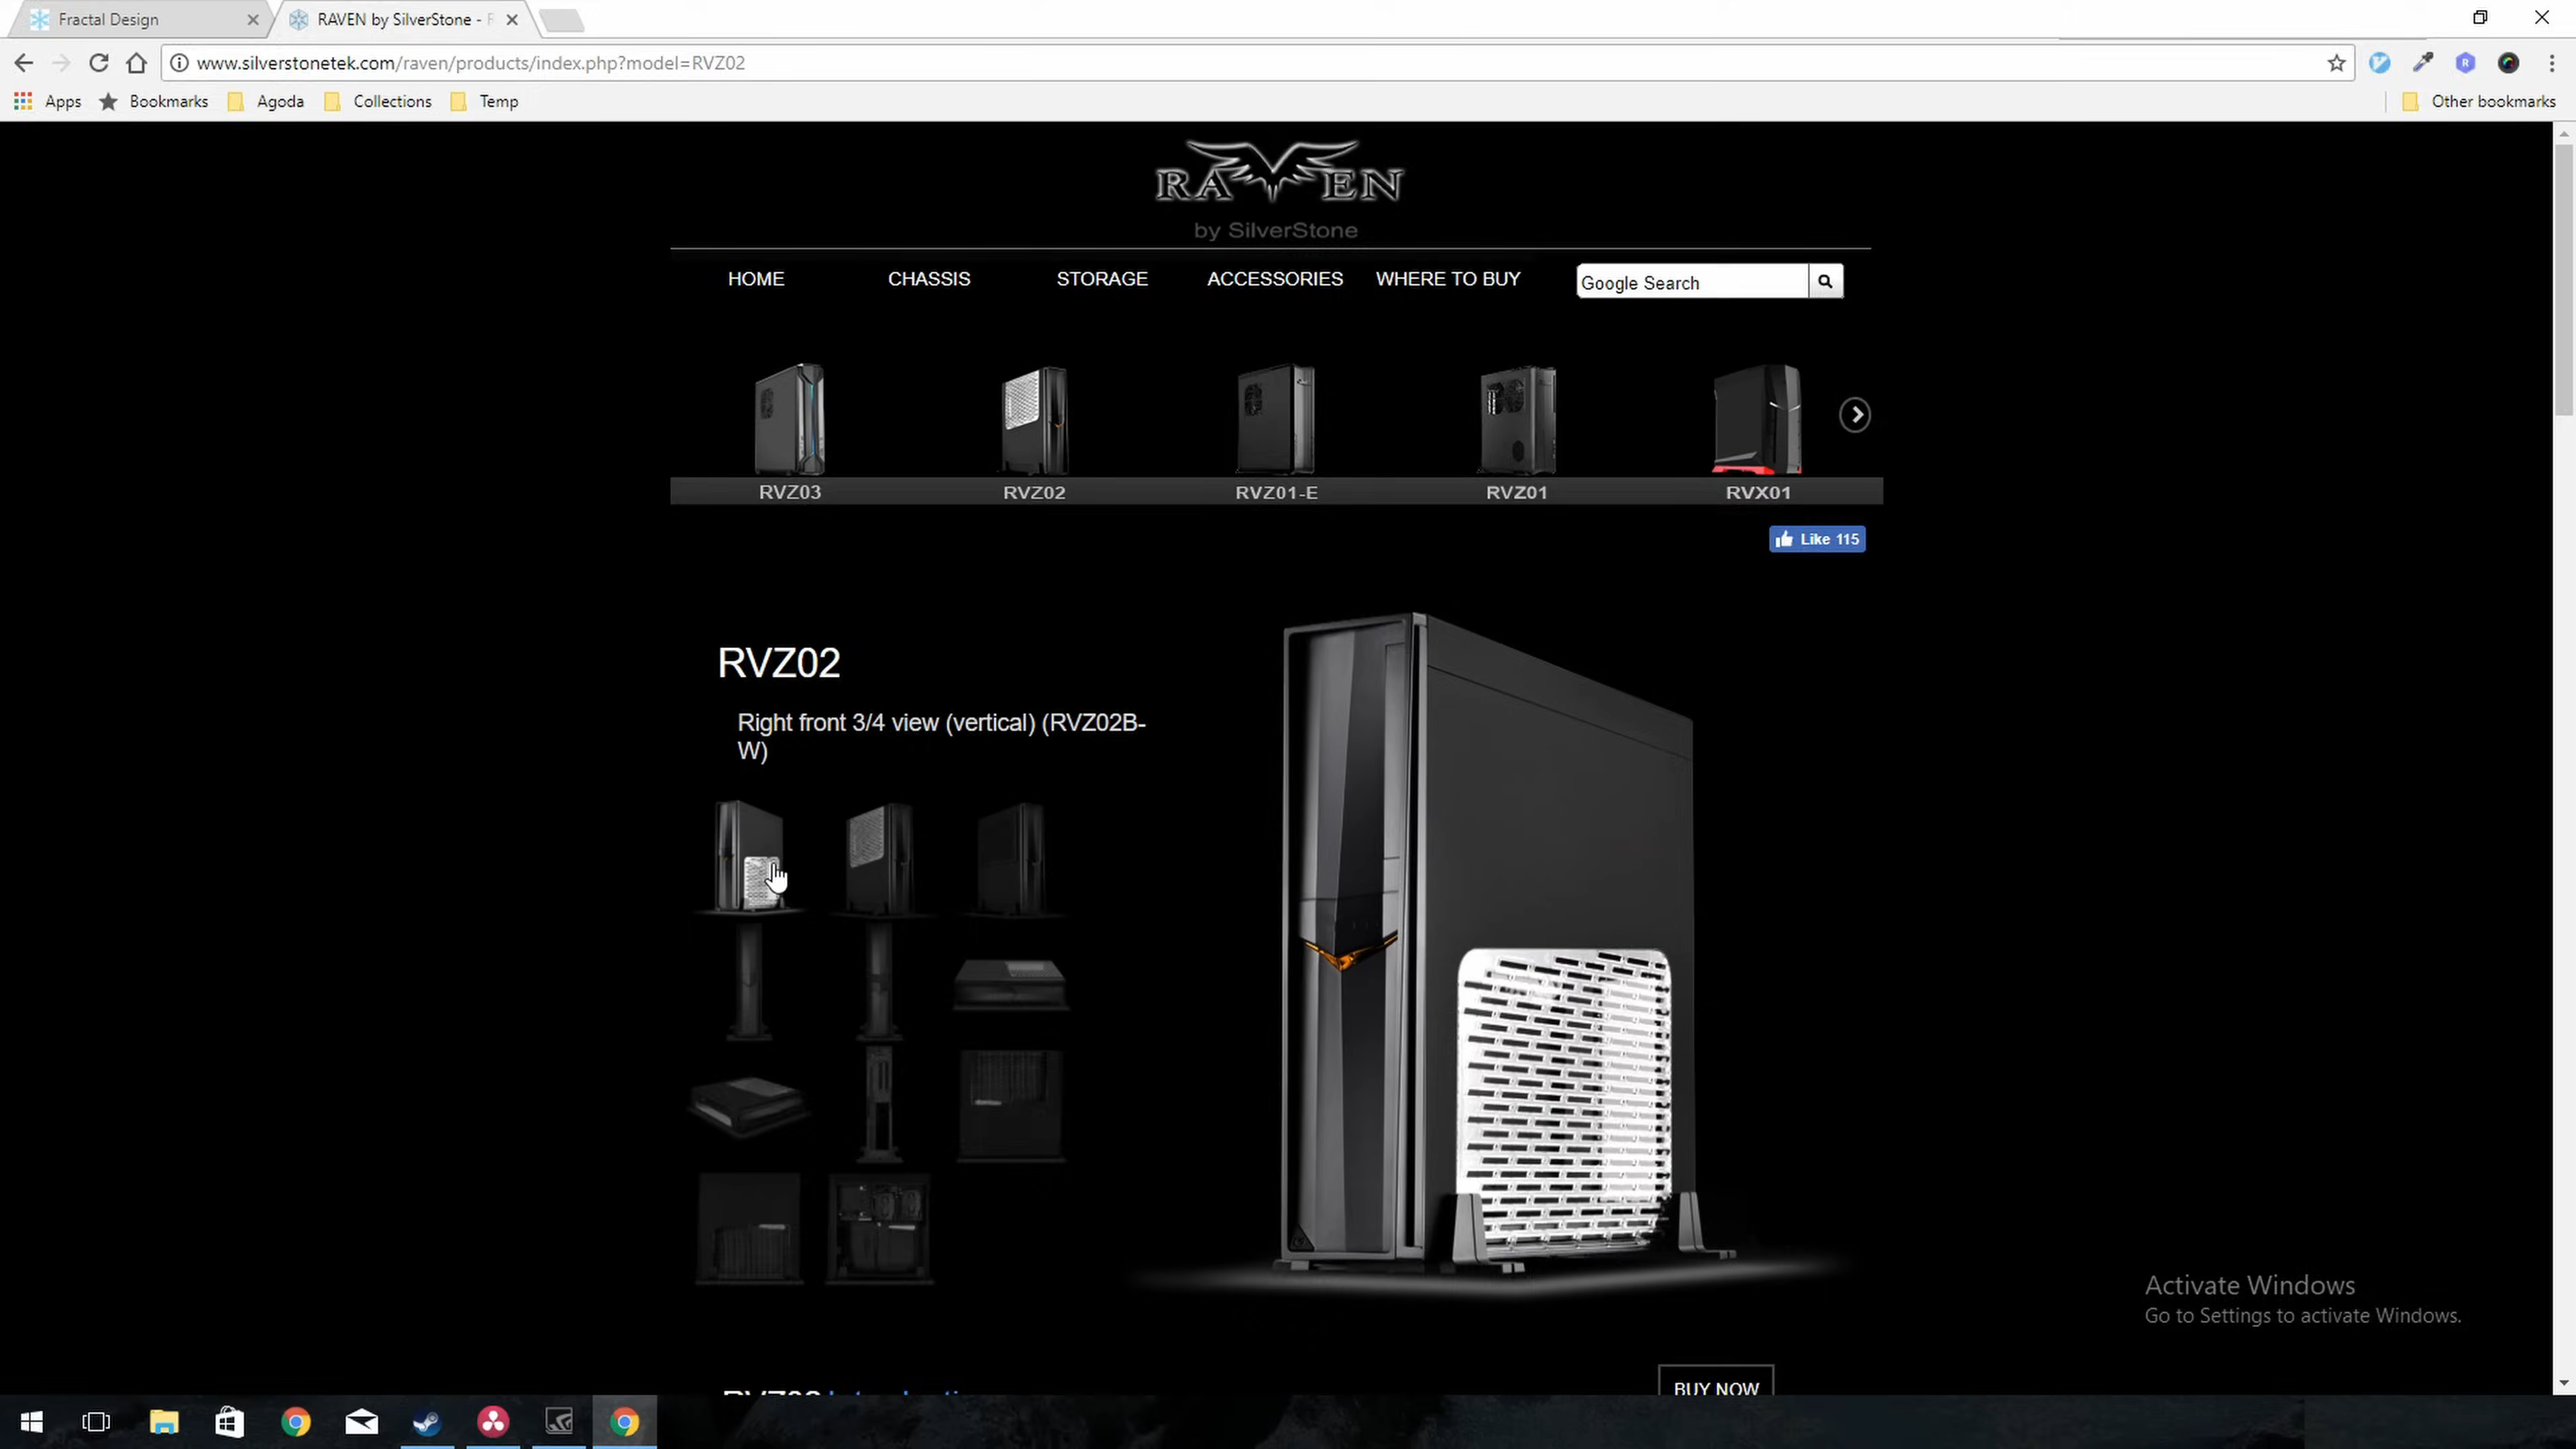 Fractal Design
RAVEN by SilverStone - R
www.silverstonetek.com/raven/products/index.php?model=RVZ02
Apps Bookmarks Agoda Collections Temp Other bookmarks
RAVEN
by SilverStone
HOME CHASSIS STORAGE ACCESSORIES WHERE TO BUY Google Search
RVZ03 RVZ02 RVZ01-E RVZ01 RVX01
Like 115
RVZ02
Right front 3/4 view (vertical) (RVZ02B-
W)
Activate Windows
Go to Settings to activate Windows.
BUY NOW